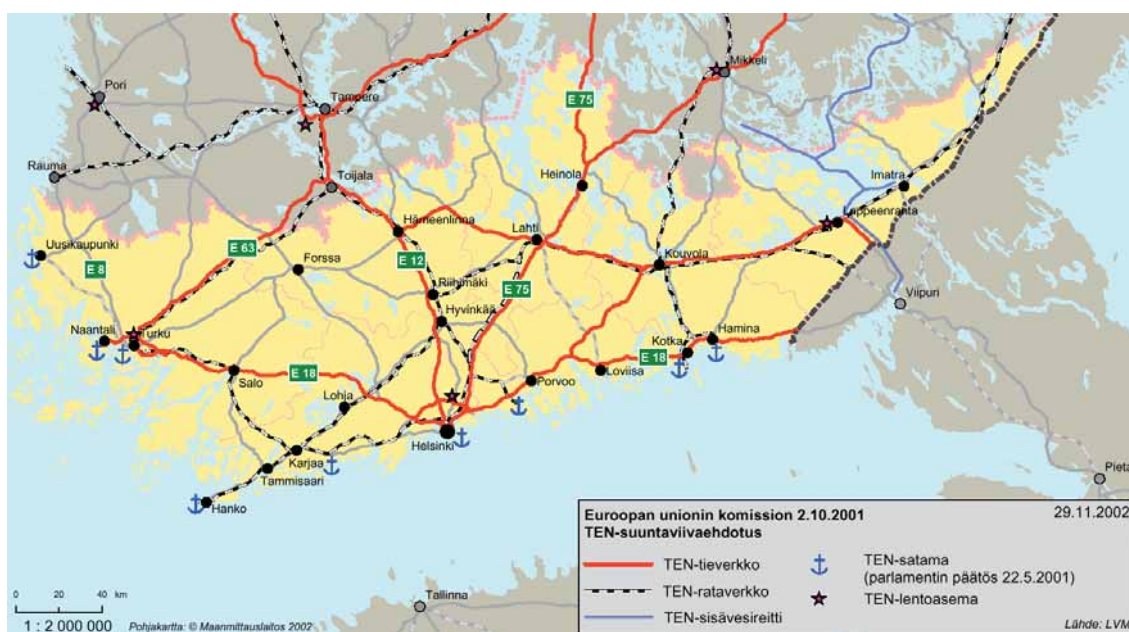 Pori
Tampere
Mikkeli
E 75
Rauma
Toijala
Heinola
Imatra
Hämeenlinna
Lahti
Lappeenranta
Uusikaupunki
E 63
E 8
Forssa
E 12
Kouvola
Riihimäki
E 75
Viipuri
Hyvinkää
Naantali
Turku
Kotka
Hamina
E 18
Salo
E 18
Porvoo
Loviisa
Lohja
Helsinki
Karjaa
Tammisaari
Pieta
Hanko
Euroopan unionin komission 2.10.2001
29.11.2002
TEN-suuntaviivaehdotus
TEN-tieverkko
TEN-satama
(parlamentin päätös 22.5.2001)
TEN-rataverkko
TEN-lentoasema
TEN-sisävesireitti
Tallinna
0 20 40 km
1 : 2 000 000
Pohjakartta: © Maanmittauslaitos 2002
Lähde: LVM